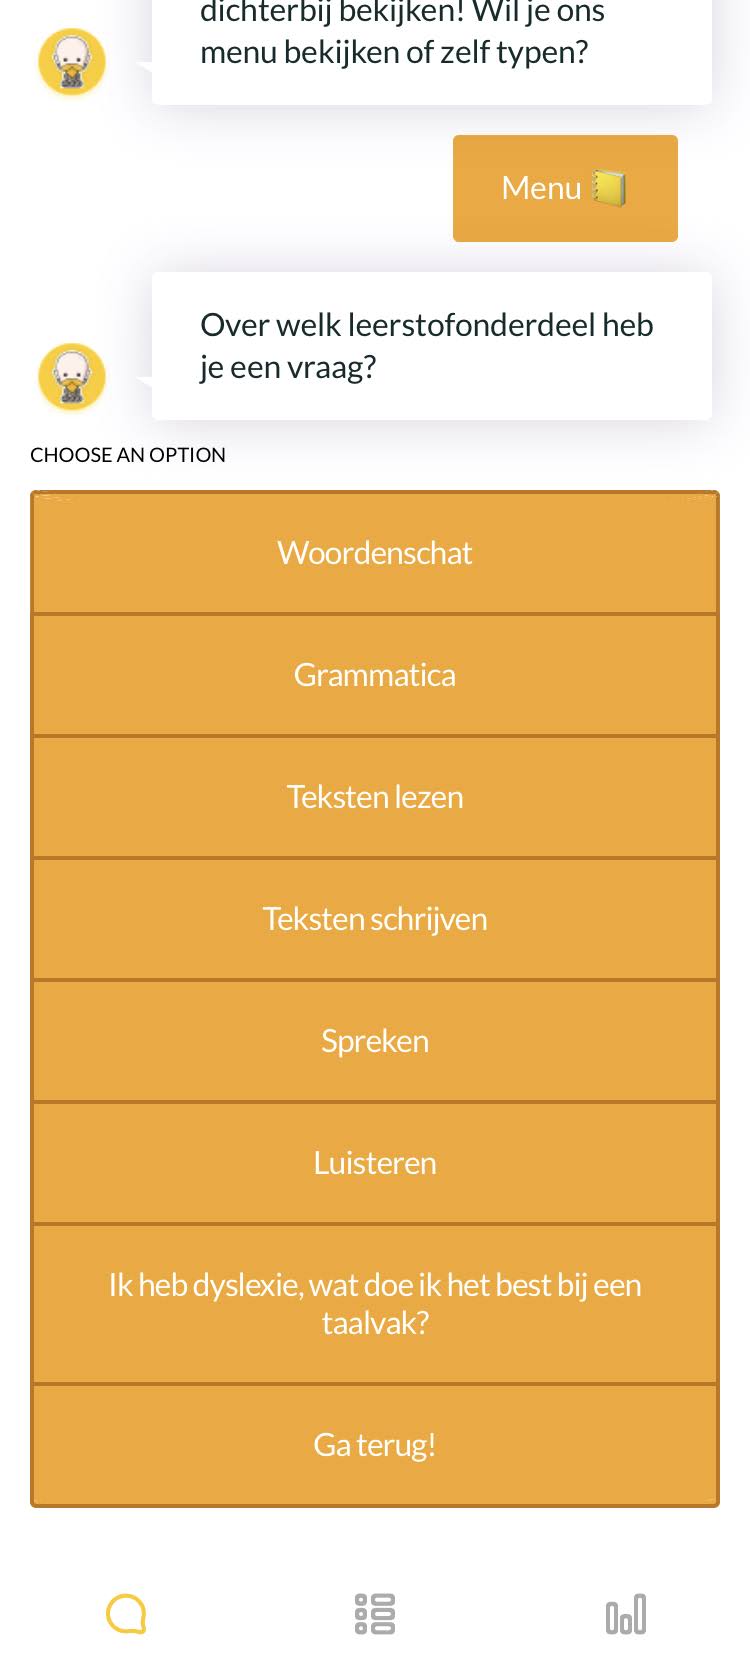 dichterbij bekijken! Wil je ons
menu bekijken of zelf typen?
Menu
Over welk leerstofonderdeel heb
je een vraag?
CHOOSE AN OPTION
Woordenschat
Grammatica
Teksten lezen
Teksten schrijven
Spreken
Luisteren
Ik heb dyslexie, wat doe ik het best bij een
taalvak?
Ga terug!